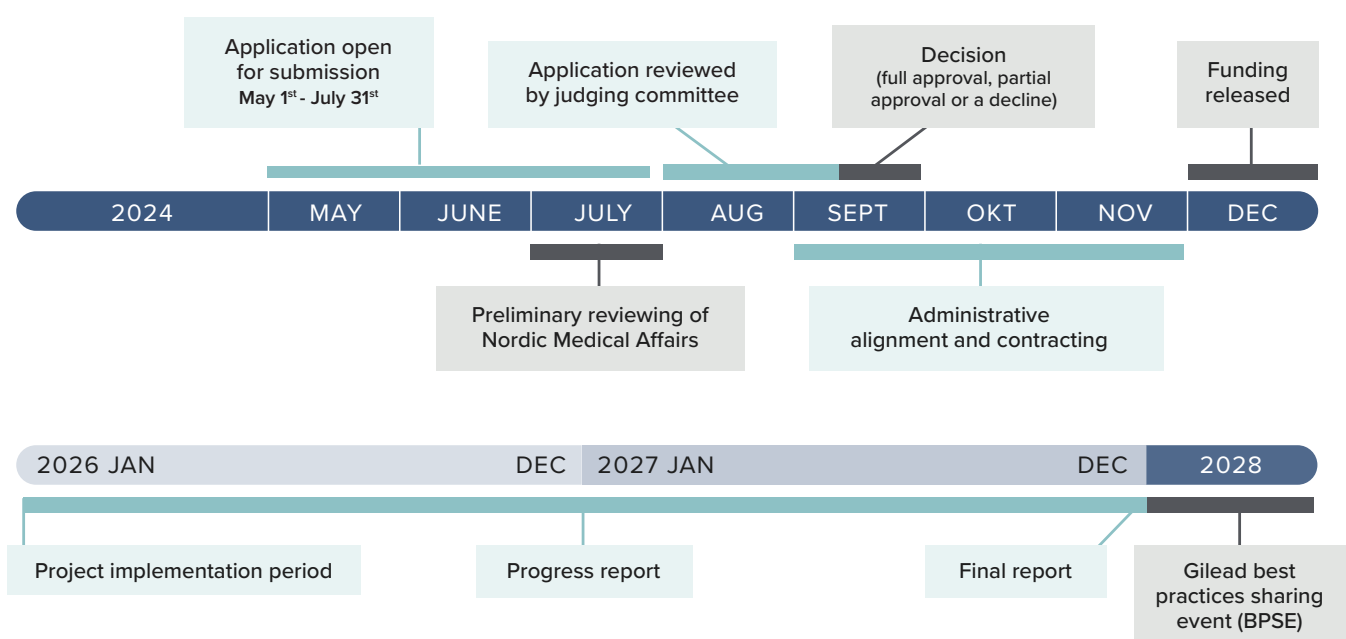 Application open
for submission
May 1st - July 31st
Application reviewed
by judging committee
Decision
(full approval, partial
approval or a decline)
Funding
released
2024 MAY JUNE JULY AUG SEPT OKT NOV DEC
Preliminary reviewing of
Nordic Medical Affairs
Administrative
alignment and contracting
2026 JAN DEC 2027 JAN DEC 2028
Project implementation period
Progress report
Final report
Gilead best
practices sharing
event (BPSE)